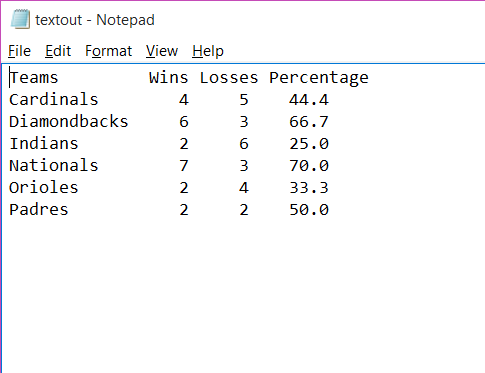 textout - Notepad
File Edit Format View Help
Teams Wins Losses Percentage
Cardinals 4 5 44.4
Diamondbacks 6 3 66.7
Indians 2 6 25.0
Nationals 7 3 70.0
Orioles 2 4 33.3
Padres 2 2 50.0